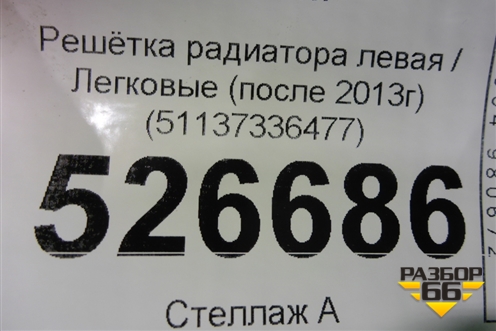 Решётка радиатора левая /
Легковые (после 2013г)
(51137336477)
526686
РАЗБОР
66
Стеллаж А